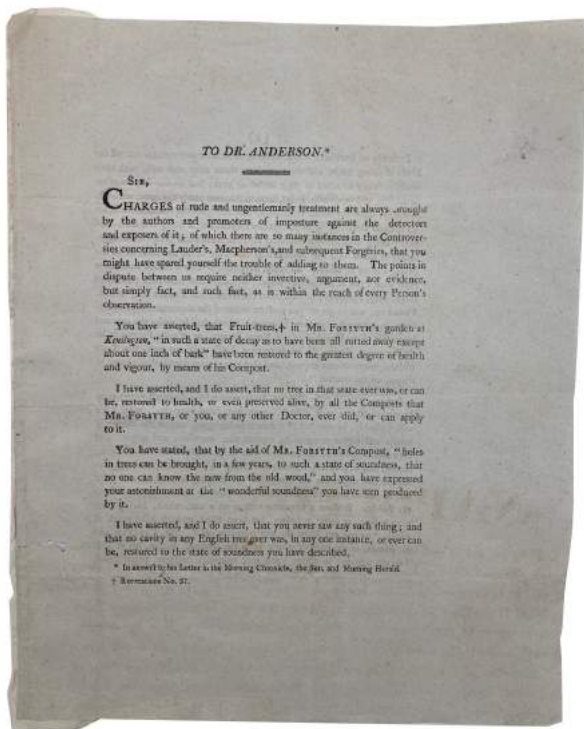 TO DR. ANDERSON.*
SIR,
CHARGES of rude and ungentlemanly treatment are always brought
by the authors and promoters of imposture against the detectors
and exposers of it; of which there are so many instances in the Controver-
sies concerning Lauder's, Macpherson's, and subsequent Forgeries, that you
might have spared yourself the trouble of adding to them. The points in
dispute between us require neither invective, argument, nor evidence,
but simply fact, and such fact, as is within the reach of every Person's
observation.
You have asserted, that Fruit-trees,† in MR. FORSYTH's garden at
Kensington, "in such a state of decay as to have been all rotted away except
about one inch of bark" have been restored to the greatest degree of health
and vigour, by means of his Compost.
I have asserted, and I do assert, that no tree in that state ever was, or can
be, restored to health, or even preserved alive, by all the Composts that
MR. FORSYTH, or you, or any other Doctor, ever did, or can apply
to it.
You have stated, that by the aid of MR. FORSYTH's Compost, "holes
in trees can be brought, in a few years, to such a state of soundness, that
no one can know the new from the old wood," and you have expressed
your astonishment at the "wonderful soundness" you have seen produced
by it.
I have asserted, and I do assert, that you never saw any such thing; and
that no cavity in any English tree ever was, in any one instance, or ever can
be, restored to the state of soundness you have described.
* In answer to his Letter in the Morning Chronicle, the Sun, and Morning Herald.
† Recreations No. 37.